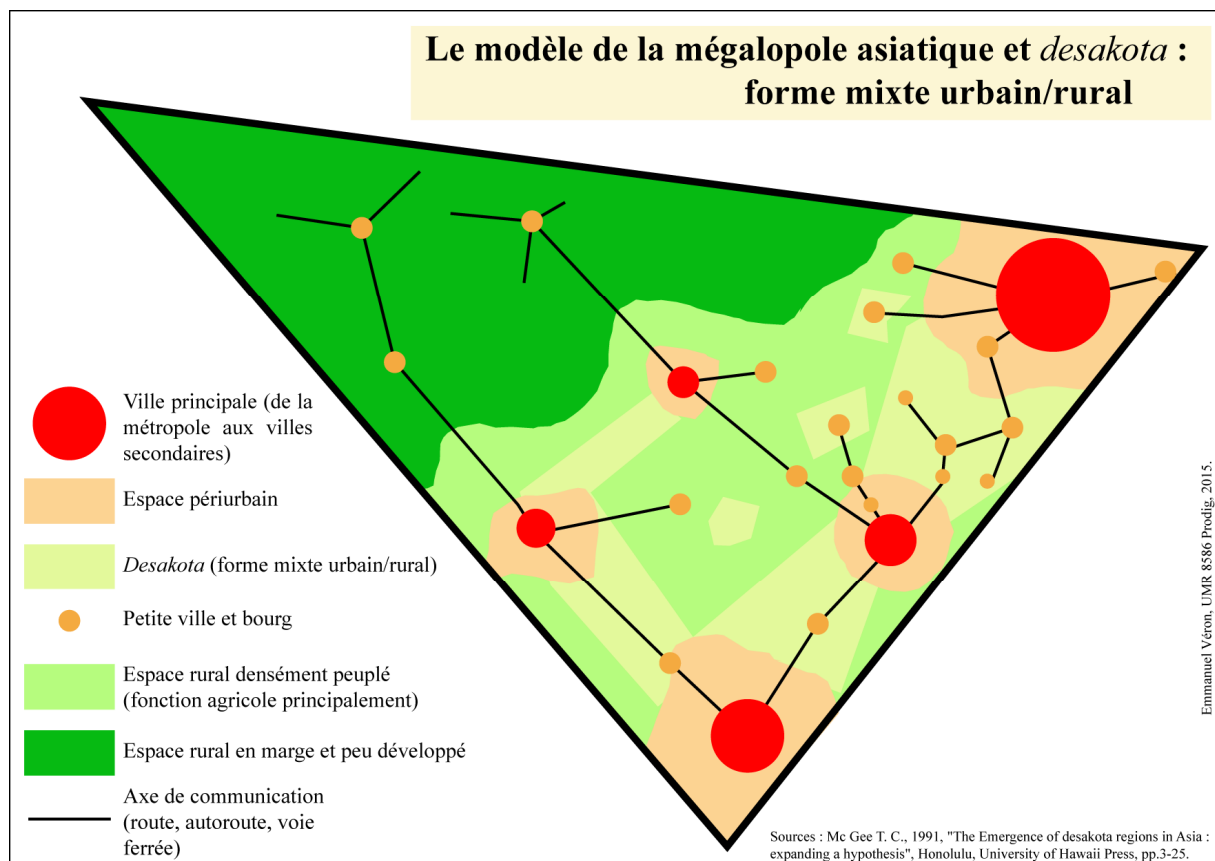 Le modèle de la mégalopole asiatique et desakota :
forme mixte urbain/rural
Ville principale (de la
métropole aux villes
secondaires)
Espace périurbain
Desakota (forme mixte urbain/rural)
Petite ville et bourg
Espace rural densément peuplé
(fonction agricole principalement)
Espace rural en marge et peu développé
Axe de communication
(route, autoroute, voie
ferrée)
Emmanuel Véron, UMR 8586 Prodig, 2015.
Sources : Mc Gee T. C., 1991, "The Emergence of desakota regions in Asia :
expanding a hypothesis", Honolulu, University of Hawaii Press, pp.3-25.